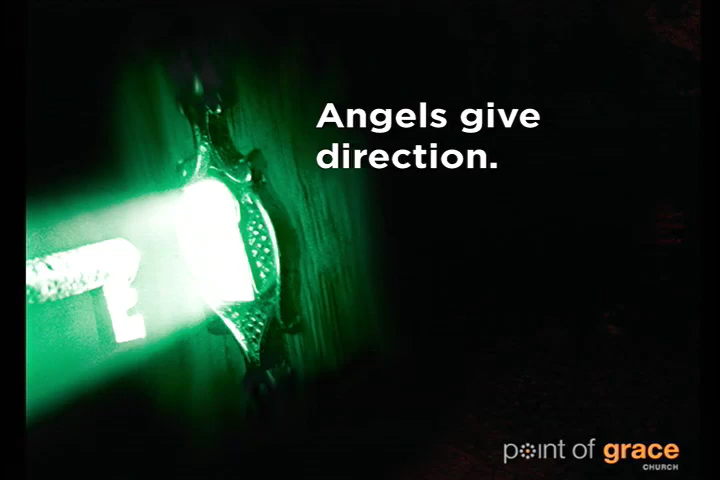 Angels give
direction.
point of grace
CHURCH